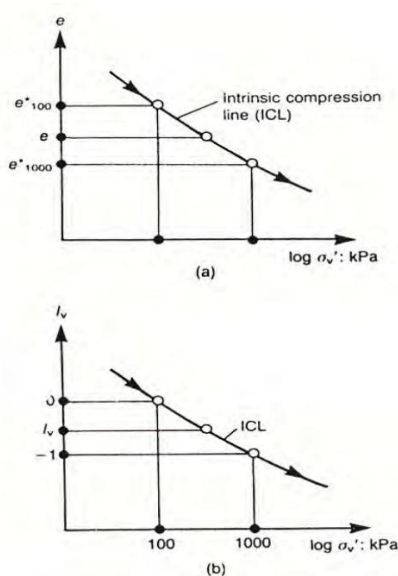 e
e*100
Intrinsic compression
line (ICL)
e
e*1000
log σv': kPa
(a)
Iv
0
ICL
Iv
−1
100
1000
log σv': kPa
(b)